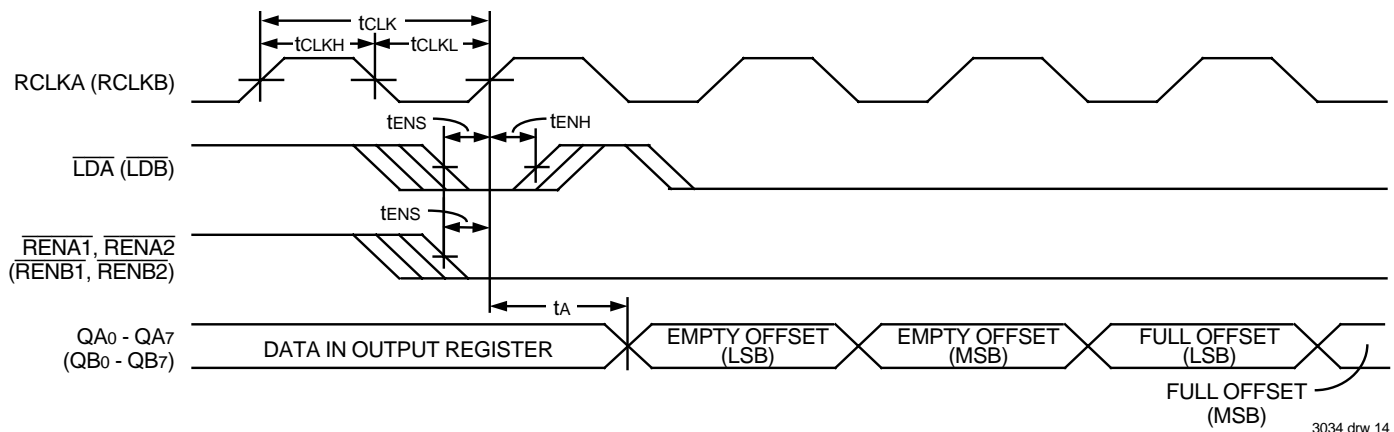 tCLK
tCLKH
tCLKL
RCLKA (RCLKB)
tENS
tENH
LDA (LDB)
tENS
RENA1, RENA2
(RENB1, RENB2)
tA
QA0 - QA7
(QB0 - QB7)
DATA IN OUTPUT REGISTER
EMPTY OFFSET
(LSB)
EMPTY OFFSET
(MSB)
FULL OFFSET
(LSB)
FULL OFFSET
(MSB)
3034 drw 14